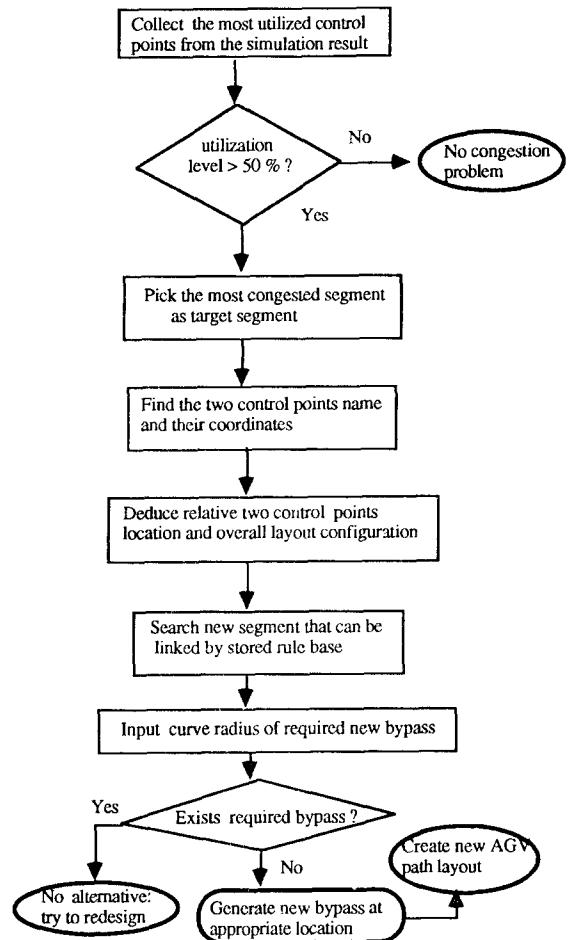 Collect the most utilized control
points from the simulation result
utilization
level > 50 % ?
No
No congestion
problem
Yes
Pick the most congested segment
as target segment
Find the two control points name
and their coordinates
Deduce relative two control points
location and overall layout configuration
Search new segment that can be
linked by stored rule base
Input curve radius of required new bypass
Yes
Exists required bypass ?
Create new AGV
path layout
No
No alternative:
try to redesign
Generate new bypass at
appropriate location